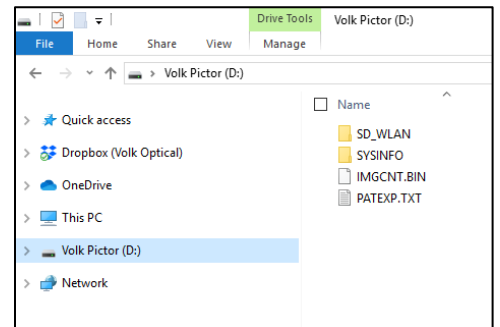 Drive Tools Volk Pictor (D:)
File Home Share View Manage
Volk Pictor (D:)
Quick access
Dropbox (Volk Optical)
OneDrive
This PC
Volk Pictor (D:)
Network
Name
SD_WLAN
SYSINFO
IMGCNT.BIN
PATEXP.TXT